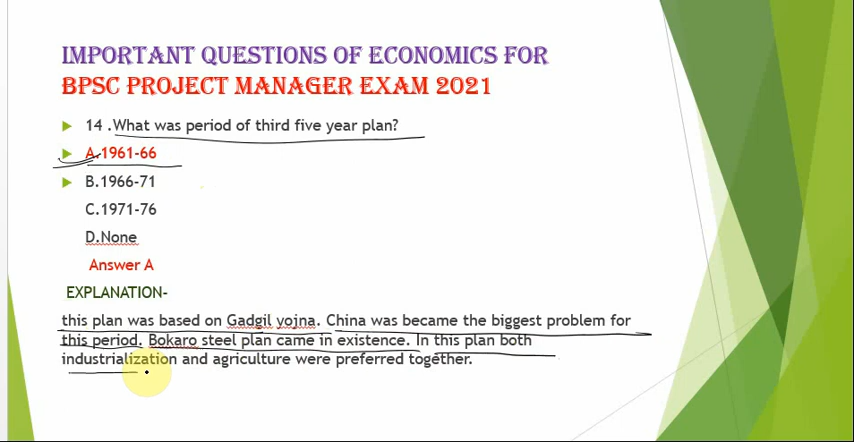 IMPORTANT QUESTIONS OF ECONOMICS FOR
BPSC PROJECT MANAGER EXAM 2021
14 .What was period of third five year plan?
A.1961-66
B.1966-71
C.1971-76
D.None
Answer A
EXPLANATION-
this plan was based on Gadgil yojna. China was became the biggest problem for
this period. Bokaro steel plan came in existence. In this plan both
industrialization and agriculture were preferred together.